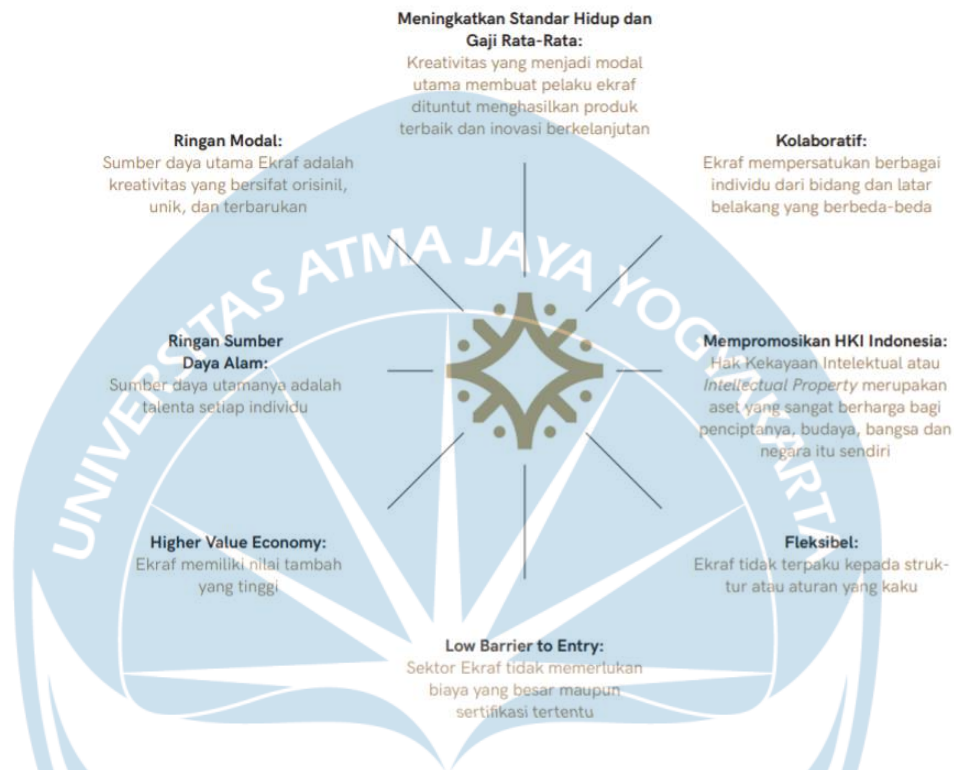 Meningkatkan Standar Hidup dan
Gaji Rata-Rata:
Kreativitas yang menjadi modal
utama membuat pelaku ekraf
dituntut menghasilkan produk
terbaik dan inovasi berkelanjutan
Ringan Modal:
Sumber daya utama Ekraf adalah
kreativitas yang bersifat orisinil,
unik, dan terbarukan
Kolaboratif:
Ekraf mempersatukan berbagai
individu dari bidang dan latar
belakang yang berbeda-beda
UNIVERSITAS ATMA JAYA YOGYAKARTA
Ringan Sumber
Daya Alam:
Sumber daya utamanya adalah
talenta setiap individu
Mempromosikan HKI Indonesia:
Hak Kekayaan Intelektual atau
Intellectual Property merupakan
aset yang sangat berharga bagi
penciptanya, budaya, bangsa dan
negara itu sendiri
Higher Value Economy:
Ekraf memiliki nilai tambah
yang tinggi
Fleksibel:
Ekraf tidak terpaku kepada struk-
tur atau aturan yang kaku
Low Barrier to Entry:
Sektor Ekraf tidak memerlukan
biaya yang besar maupun
sertifikasi tertentu